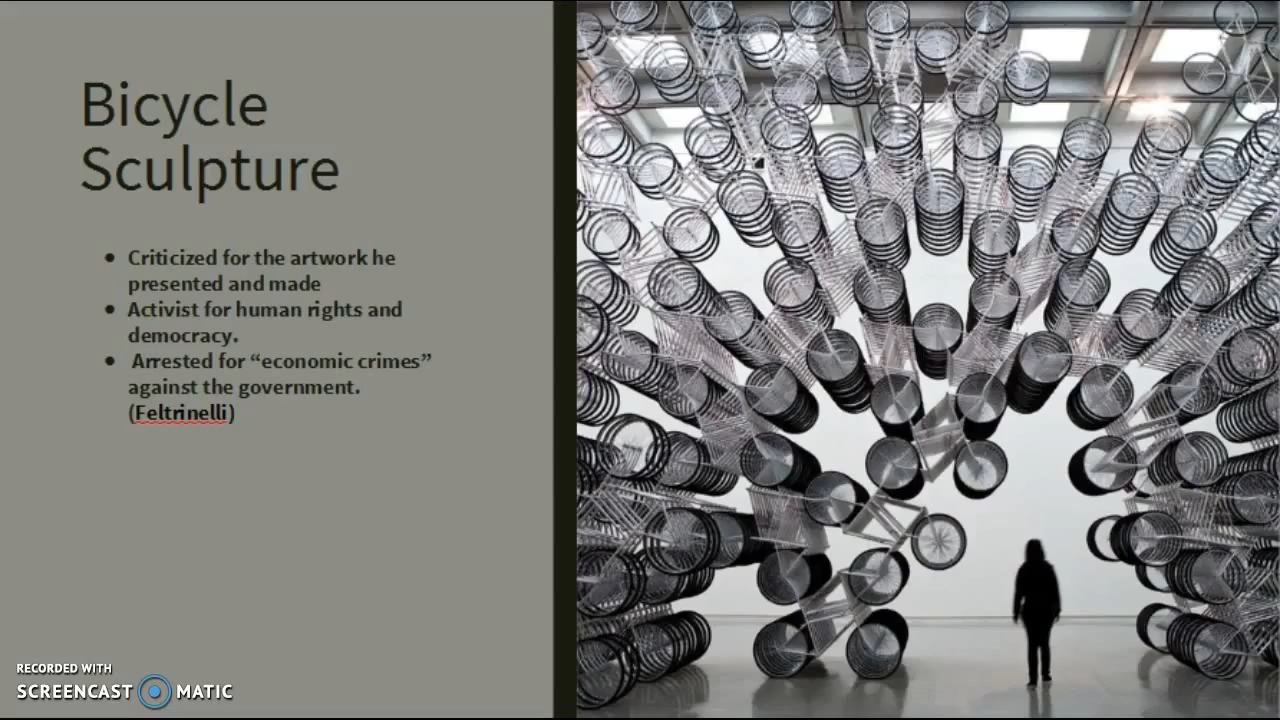 Bicycle
Sculpture
● Criticized for the artwork he
presented and made
● Activist for human rights and
democracy.
● Arrested for “economic crimes”
against the government.
(Feltrinelli)
RECORDED WITH
SCREENCAST MATIC